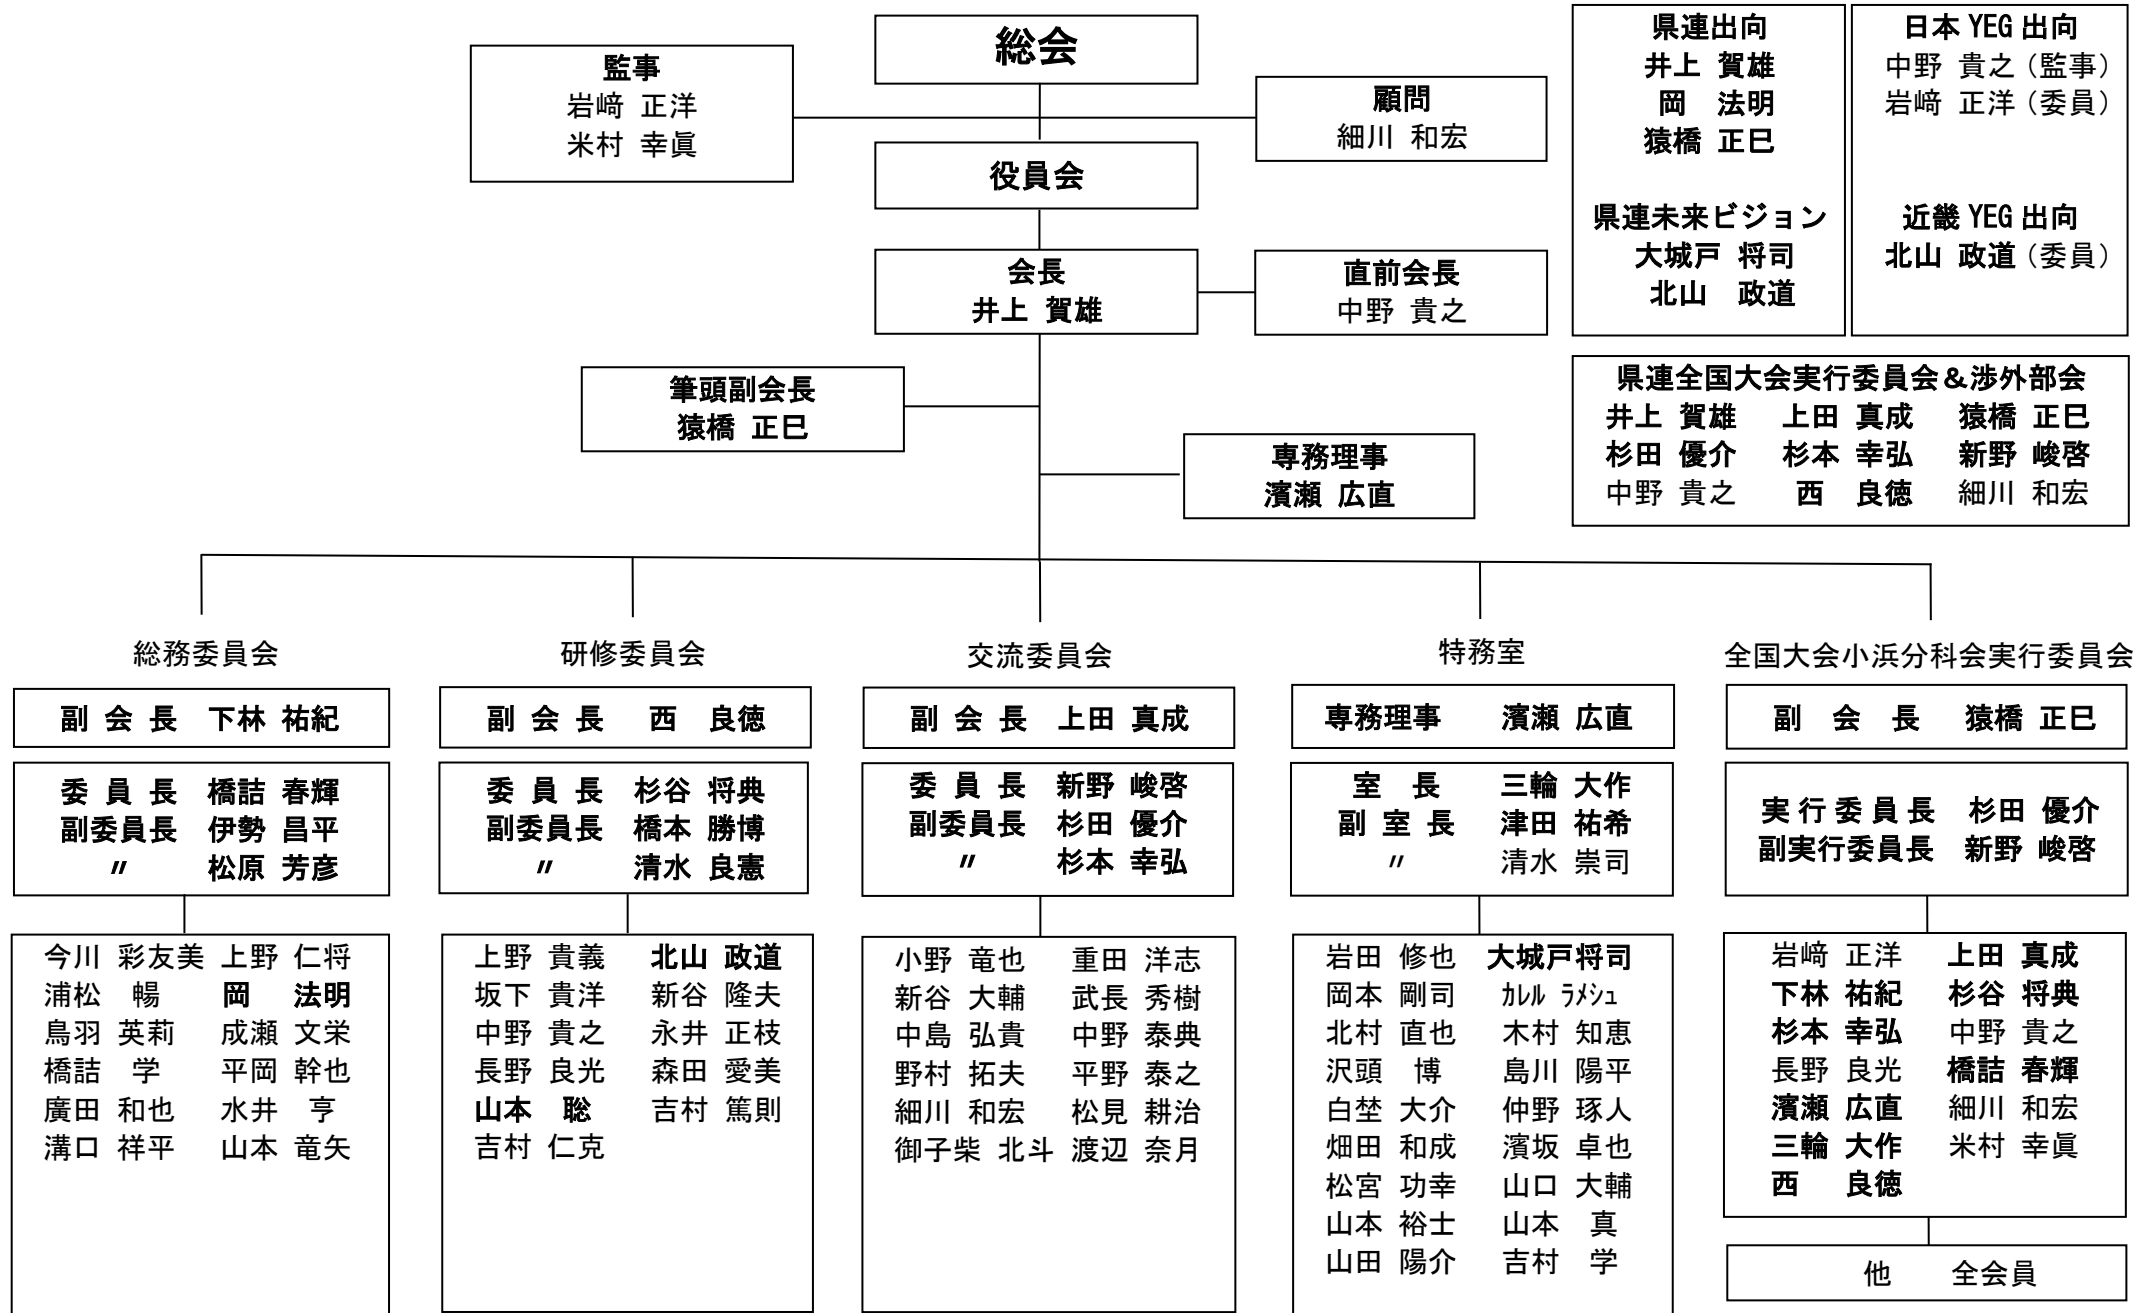 総会
監事
岩﨑 正洋
米村 幸眞
顧問
細川 和宏
役員会
会長
井上 賀雄
直前会長
中野 貴之
筆頭副会長
猿橋 正巳
専務理事
濱瀬 広直
県連出向
井上 賀雄
岡 法明
猿橋 正巳
県連未来ビジョン
大城戸 将司
北山 政道
日本 YEG 出向
中野 貴之（監事）
岩﨑 正洋（委員）
近畿 YEG 出向
北山 政道（委員）
県連全国大会実行委員会＆渉外部会
井上 賀雄 上田 真成 猿橋 正巳
杉田 優介 杉本 幸弘 新野 峻啓
中野 貴之 西 良徳 細川 和宏
総務委員会
副 会 長 下林 祐紀
委 員 長 橋詰 春輝
副委員長 伊勢 昌平
〃 松原 芳彦
今川 彩友美 上野 仁将
浦松 暢 岡 法明
鳥羽 英莉 成瀬 文栄
橋詰 学 平岡 幹也
廣田 和也 水井 亨
溝口 祥平 山本 竜矢
研修委員会
副 会 長 西 良徳
委 員 長 杉谷 将典
副委員長 橋本 勝博
〃 清水 良憲
上野 貴義 北山 政道
坂下 貴洋 新谷 隆夫
中野 貴之 永井 正枝
長野 良光 森田 愛美
山本 聡 吉村 篤則
吉村 仁克
交流委員会
副 会 長 上田 真成
委 員 長 新野 峻啓
副委員長 杉田 優介
〃 杉本 幸弘
小野 竜也 重田 洋志
新谷 大輔 武長 秀樹
中島 弘貴 中野 泰典
野村 拓夫 平野 泰之
細川 和宏 松見 耕治
御子柴 北斗 渡辺 奈月
特務室
専務理事 濱瀬 広直
室 長 三輪 大作
副 室 長 津田 祐希
〃 清水 崇司
岩田 修也 大城戸将司
岡本 剛司 ｶﾚﾙ ﾗﾒｼｭ
北村 直也 木村 知恵
沢頭 博 島川 陽平
白埜 大介 仲野 琢人
畑田 和成 濱坂 卓也
松宮 功幸 山口 大輔
山本 裕士 山本 真
山田 陽介 吉村 学
全国大会小浜分科会実行委員会
副 会 長 猿橋 正巳
実 行 委 員 長 杉田 優介
副実行委員長 新野 峻啓
岩﨑 正洋 上田 真成
下林 祐紀 杉谷 将典
杉本 幸弘 中野 貴之
長野 良光 橋詰 春輝
濱瀬 広直 細川 和宏
三輪 大作 米村 幸眞
西 良徳
他 全会員